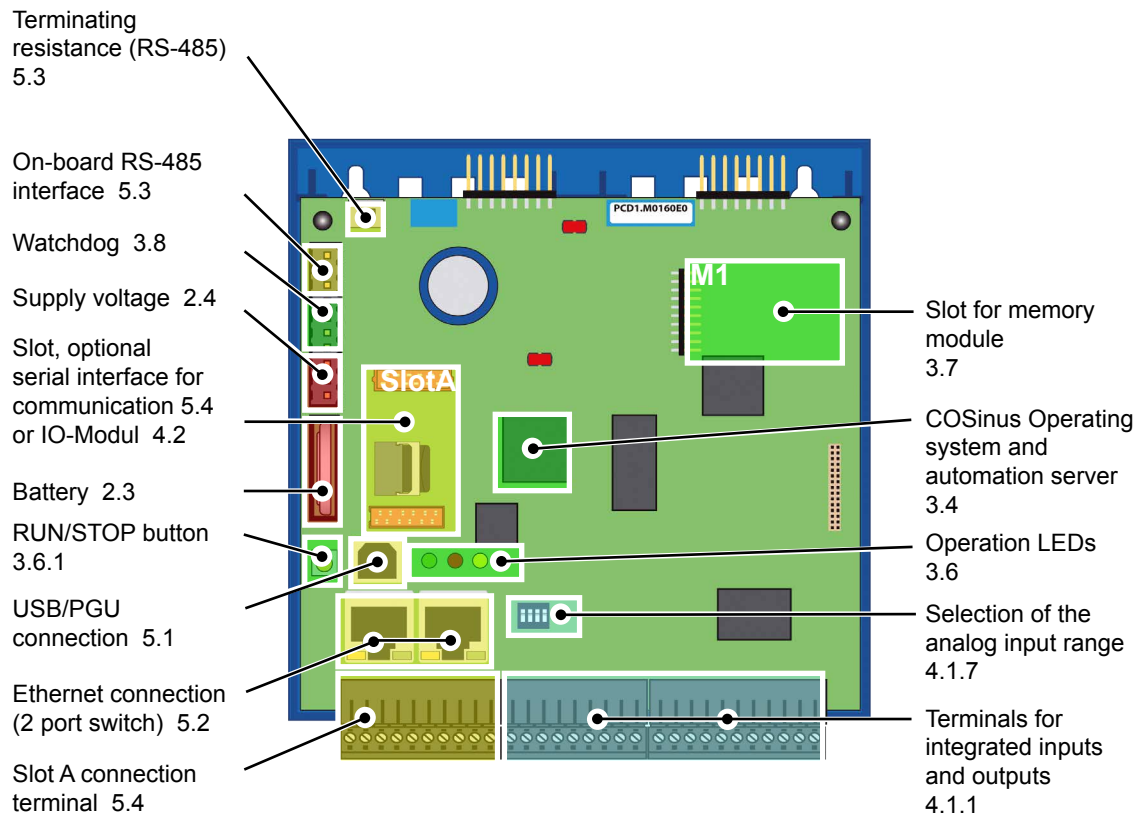 Terminating
resistance (RS-485)
5.3
On-board RS-485
interface 5.3
Watchdog 3.8
Supply voltage 2.4
Slot, optional
serial interface for
communication 5.4
or IO-Modul 4.2
Battery 2.3
RUN/STOP button
3.6.1
USB/PGU
connection 5.1
Ethernet connection
(2 port switch) 5.2
Slot A connection
terminal 5.4
PCD1.M0160E0
M1
SlotA
Slot for memory
module
3.7
COSinus Operating
system and
automation server
3.4
Operation LEDs
3.6
Selection of the
analog input range
4.1.7
Terminals for
integrated inputs
and outputs
4.1.1